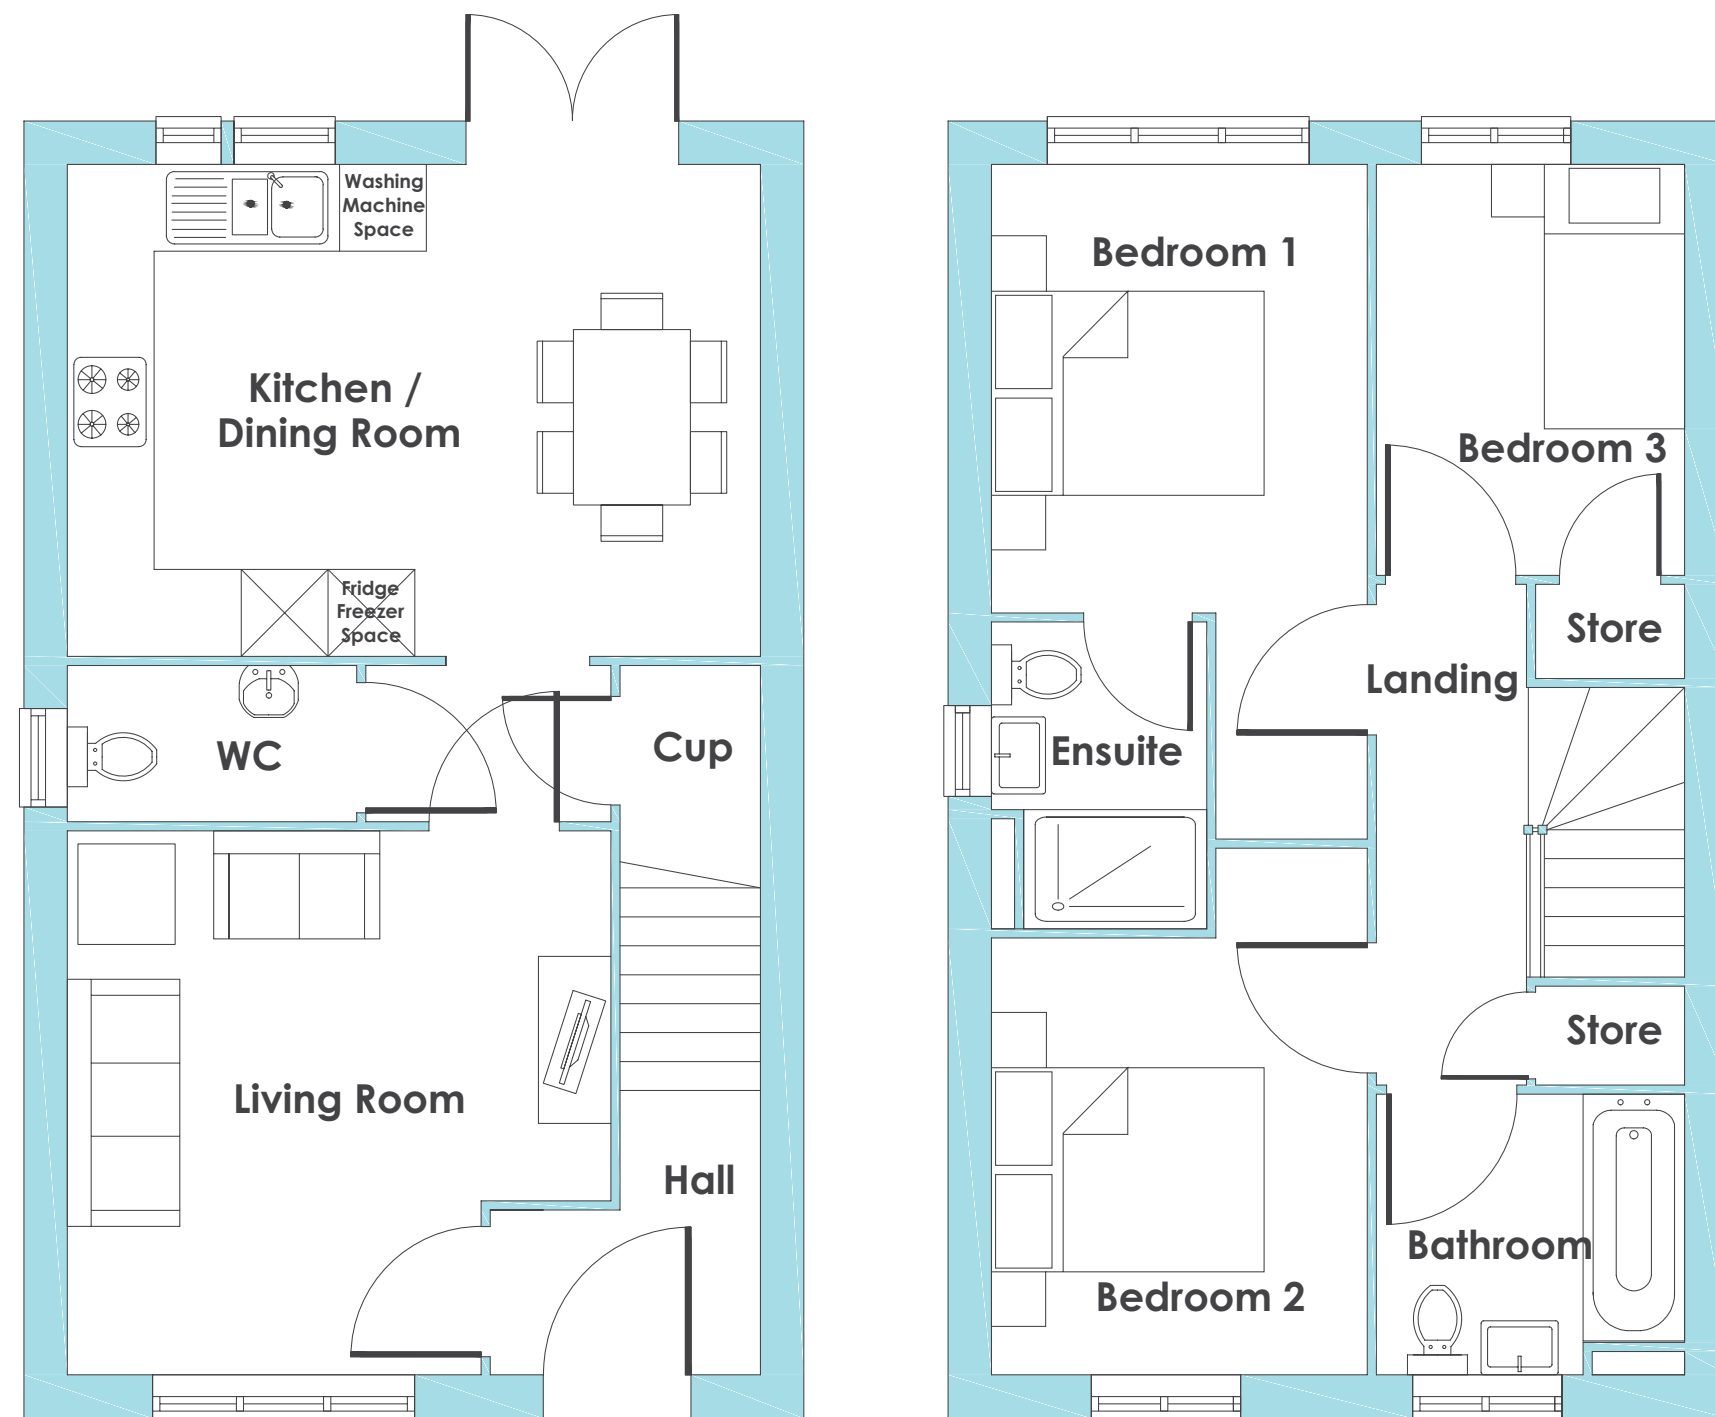 Washing
Machine
Space
Kitchen /
Dining Room
Fridge
Freezer
Space
WC
Cup
Living Room
Hall
Bedroom 1
Bedroom 3
Store
Landing
Ensuite
Store
Bathroom
Bedroom 2